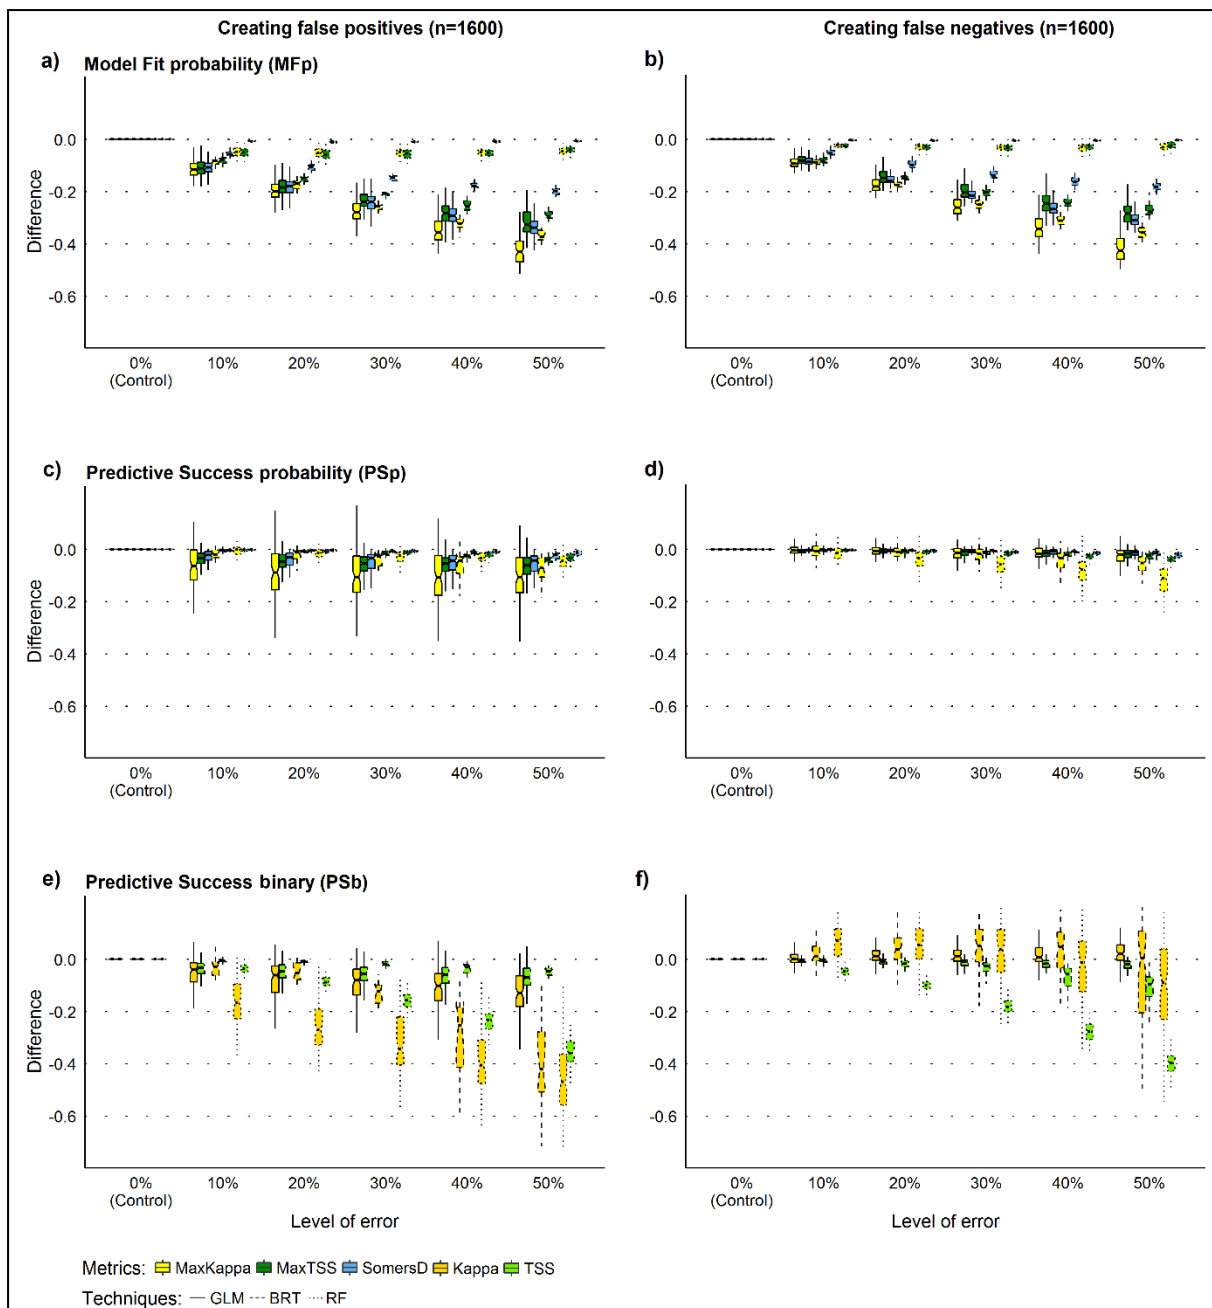 Creating false positives (n=1600)
Creating false negatives (n=1600)
a) Model Fit probability (MFp)
b)
Difference
0.0
-0.2
-0.4
-0.6
0% 10% 20% 30% 40% 50%
(Control)
0.0
-0.2
-0.4
-0.6
0% 10% 20% 30% 40% 50%
(Control)
c) Predictive Success probability (PSp)
d)
Difference
0.0
-0.2
-0.4
-0.6
0% 10% 20% 30% 40% 50%
(Control)
0.0
-0.2
-0.4
-0.6
0% 10% 20% 30% 40% 50%
(Control)
e) Predictive Success binary (PSb)
f)
Difference
0.0
-0.2
-0.4
-0.6
0% 10% 20% 30% 40% 50%
(Control)
Level of error
0.0
-0.2
-0.4
-0.6
0% 10% 20% 30% 40% 50%
(Control)
Level of error
Metrics: MaxKappa MaxTSS SomersD Kappa TSS
Techniques: GLM BRT RF